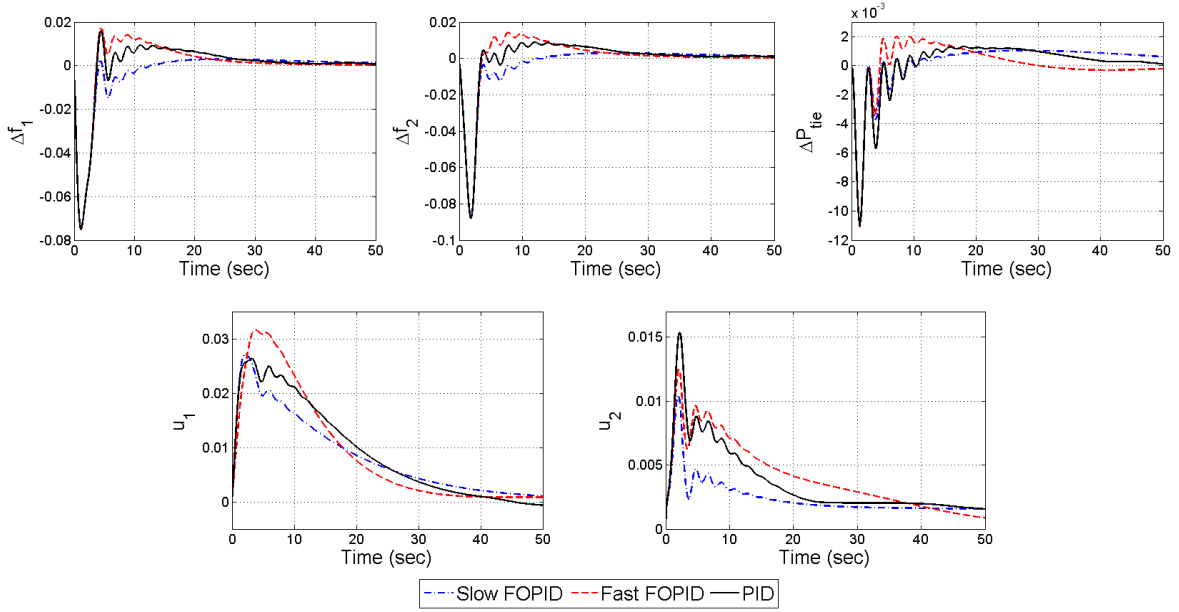 0.02
0
-0.02
-0.04
-0.06
-0.08
Δf1
0 10 20 30 40 50
Time (sec)
0.02
0
-0.02
-0.04
-0.06
-0.08
-0.1
Δf2
0 10 20 30 40 50
Time (sec)
x 10-3
2
0
-2
-4
-6
-8
-10
-12
ΔPtie
0 10 20 30 40 50
Time (sec)
0.03
0.02
0.01
0
u1
0 10 20 30 40 50
Time (sec)
0.015
0.01
0.005
0
u2
0 10 20 30 40 50
Time (sec)
Slow FOPID Fast FOPID PID